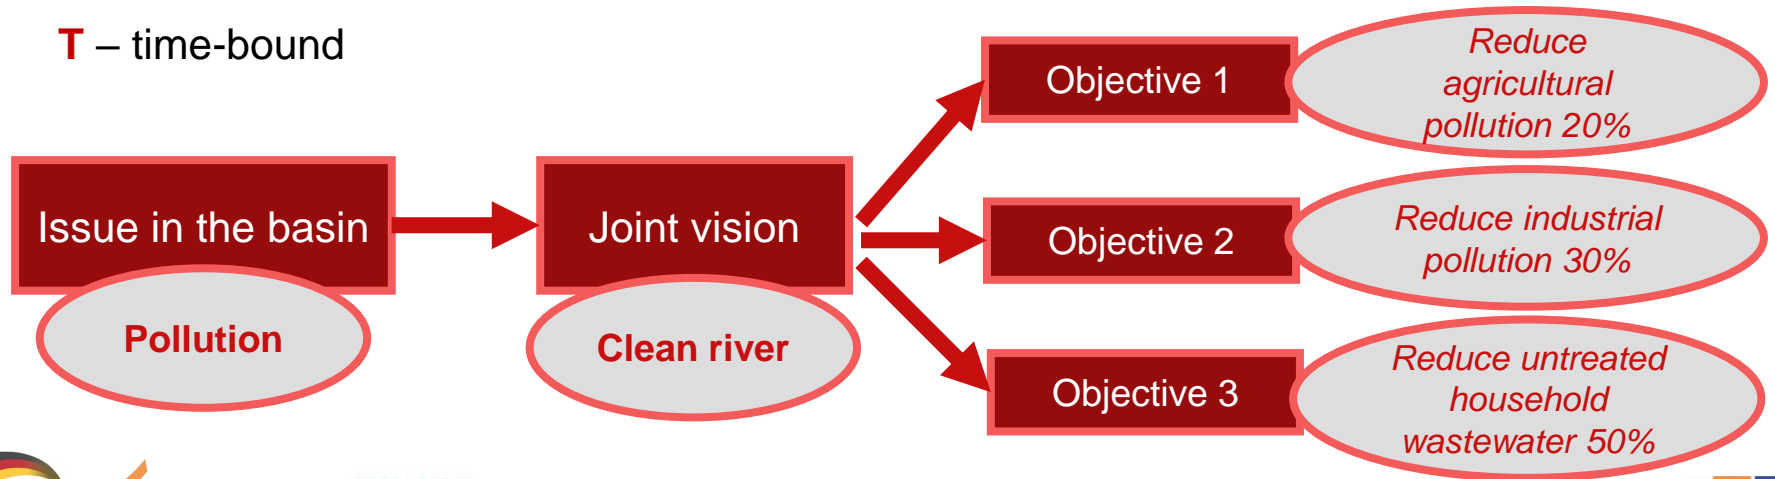 T – time-bound
Issue in the basin
Pollution
Joint vision
Clean river
Objective 1
Reduce
agricultural
pollution 20%
Objective 2
Reduce industrial
pollution 30%
Objective 3
Reduce untreated
household
wastewater 50%